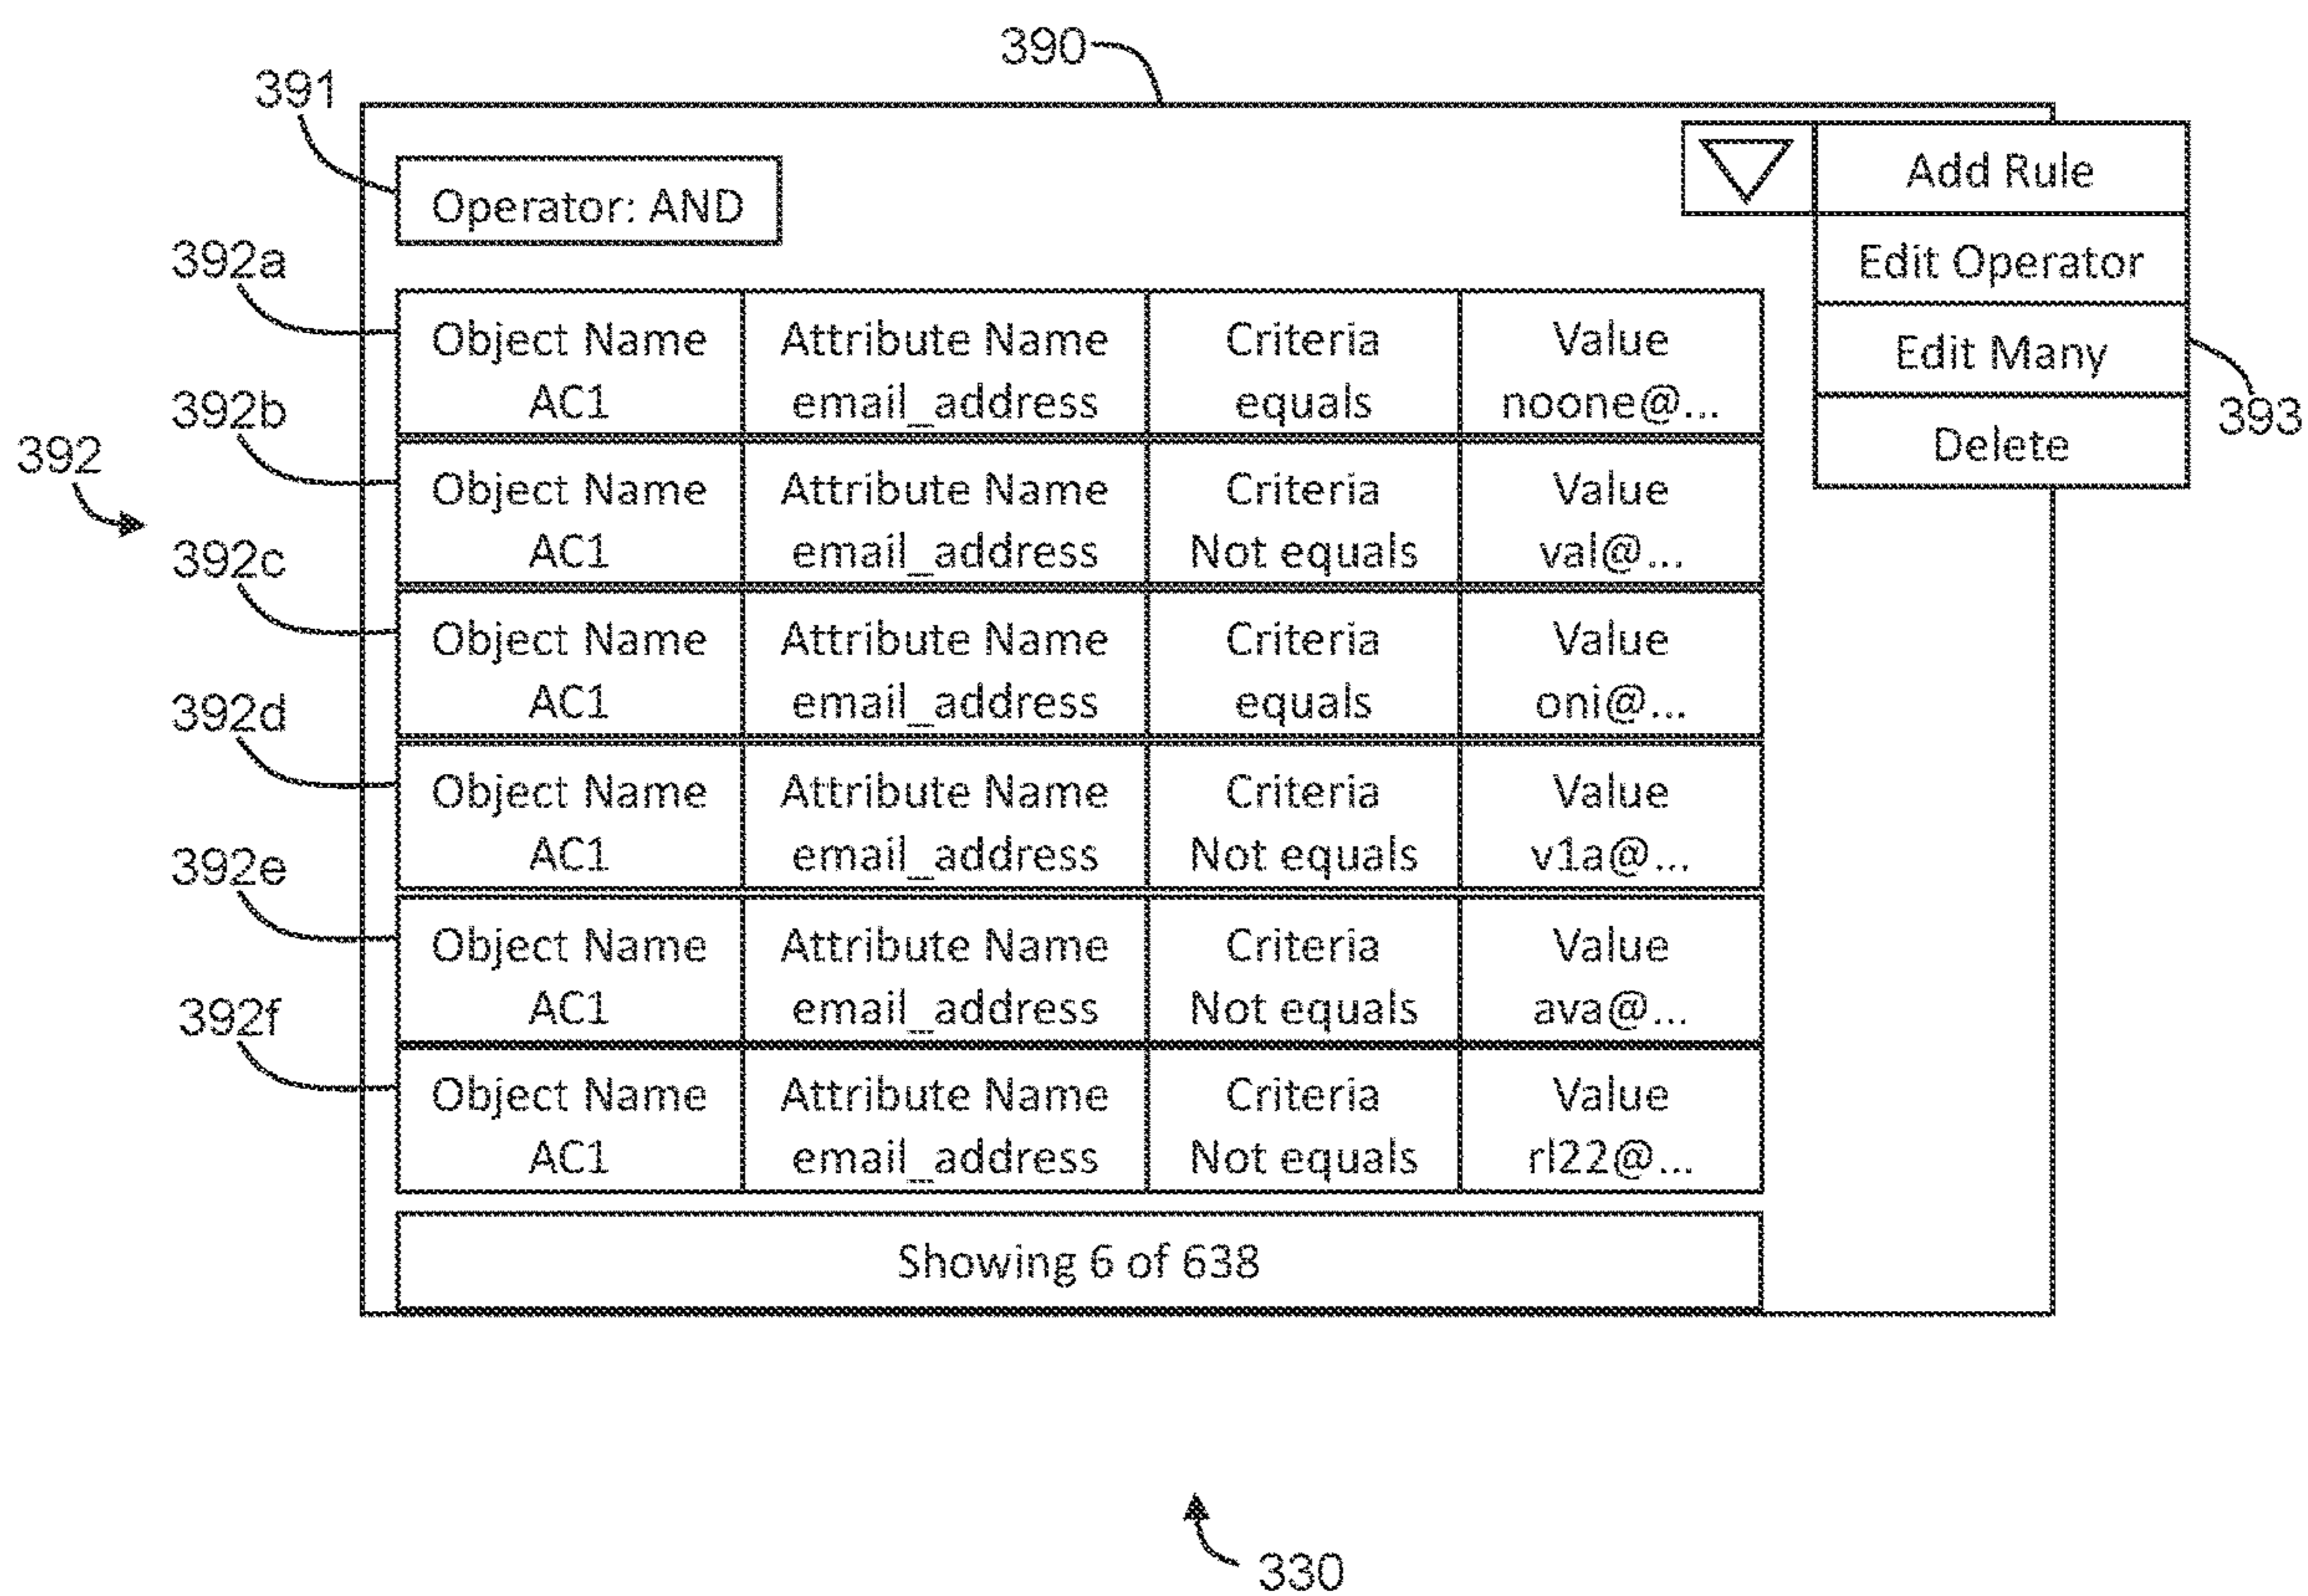 390
391
Operator: AND
Add Rule
Edit Operator
Edit Many
Delete
393
392
392a
Object Name Attribute Name Criteria Value
AC1 email_address equals noone@...
392b
Object Name Attribute Name Criteria Value
AC1 email_address Not equals val@...
392c
Object Name Attribute Name Criteria Value
AC1 email_address equals oni@...
392d
Object Name Attribute Name Criteria Value
AC1 email_address Not equals v1a@...
392e
Object Name Attribute Name Criteria Value
AC1 email_address Not equals ava@...
392f
Object Name Attribute Name Criteria Value
AC1 email_address Not equals rl22@...
Showing 6 of 638
330